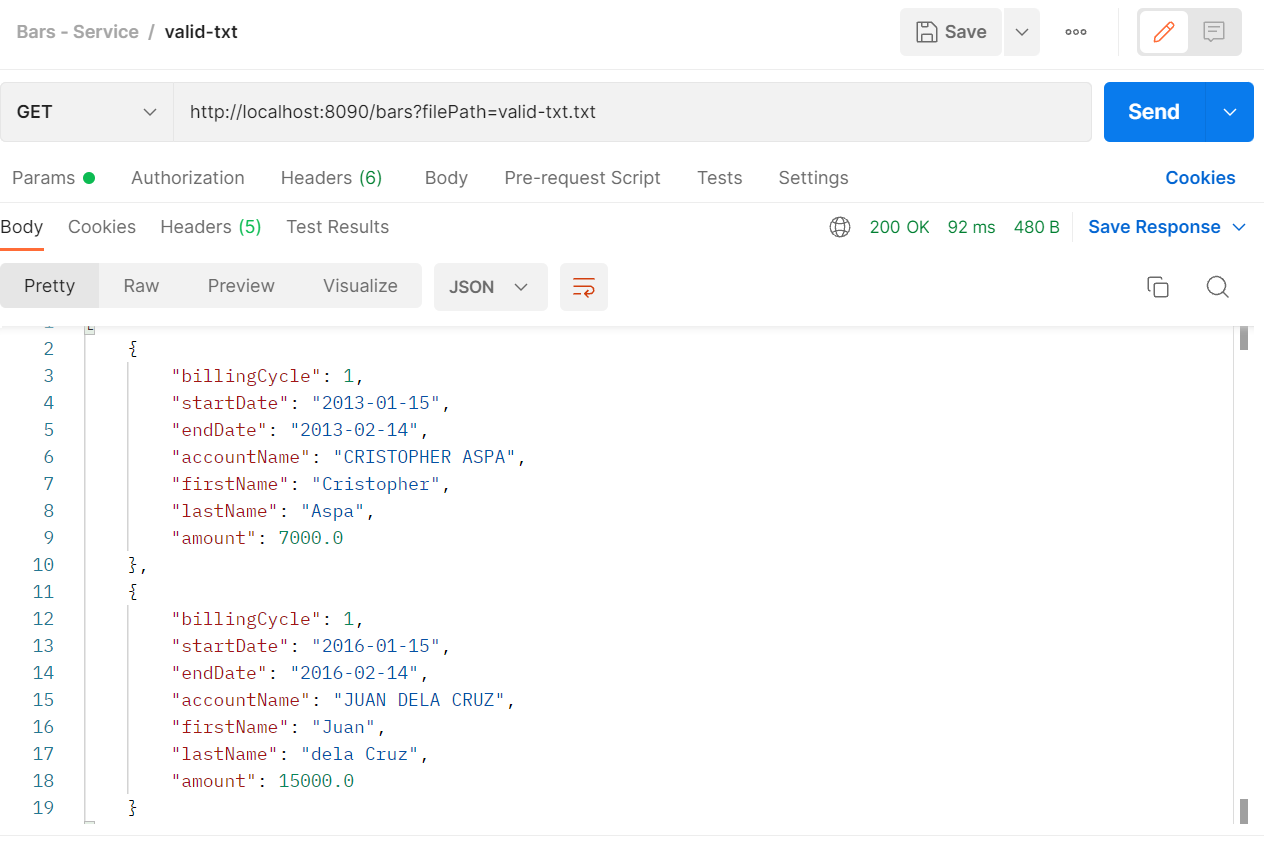 Bars - Service / valid-txt Save
GET http://localhost:8090/bars?filePath=valid-txt.txt Send
Params Authorization Headers (6) Body Pre-request Script Tests Settings Cookies
Body Cookies Headers (5) Test Results 200 OK 92 ms 480 B Save Response
Pretty Raw Preview Visualize JSON
2 {
3 "billingCycle": 1,
4 "startDate": "2013-01-15",
5 "endDate": "2013-02-14",
6 "accountName": "CRISTOPHER ASPA",
7 "firstName": "Cristopher",
8 "lastName": "Aspa",
9 "amount": 7000.0
10 },
11 {
12 "billingCycle": 1,
13 "startDate": "2016-01-15",
14 "endDate": "2016-02-14",
15 "accountName": "JUAN DELA CRUZ",
16 "firstName": "Juan",
17 "lastName": "dela Cruz",
18 "amount": 15000.0
19 }